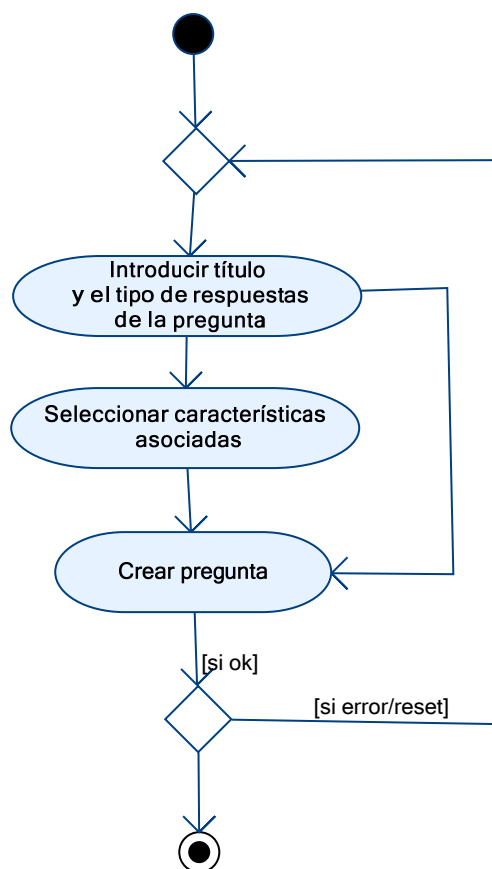 Introducir título
y el tipo de respuestas
de la pregunta
Seleccionar características
asociadas
Crear pregunta
[si ok]
[si error/reset]